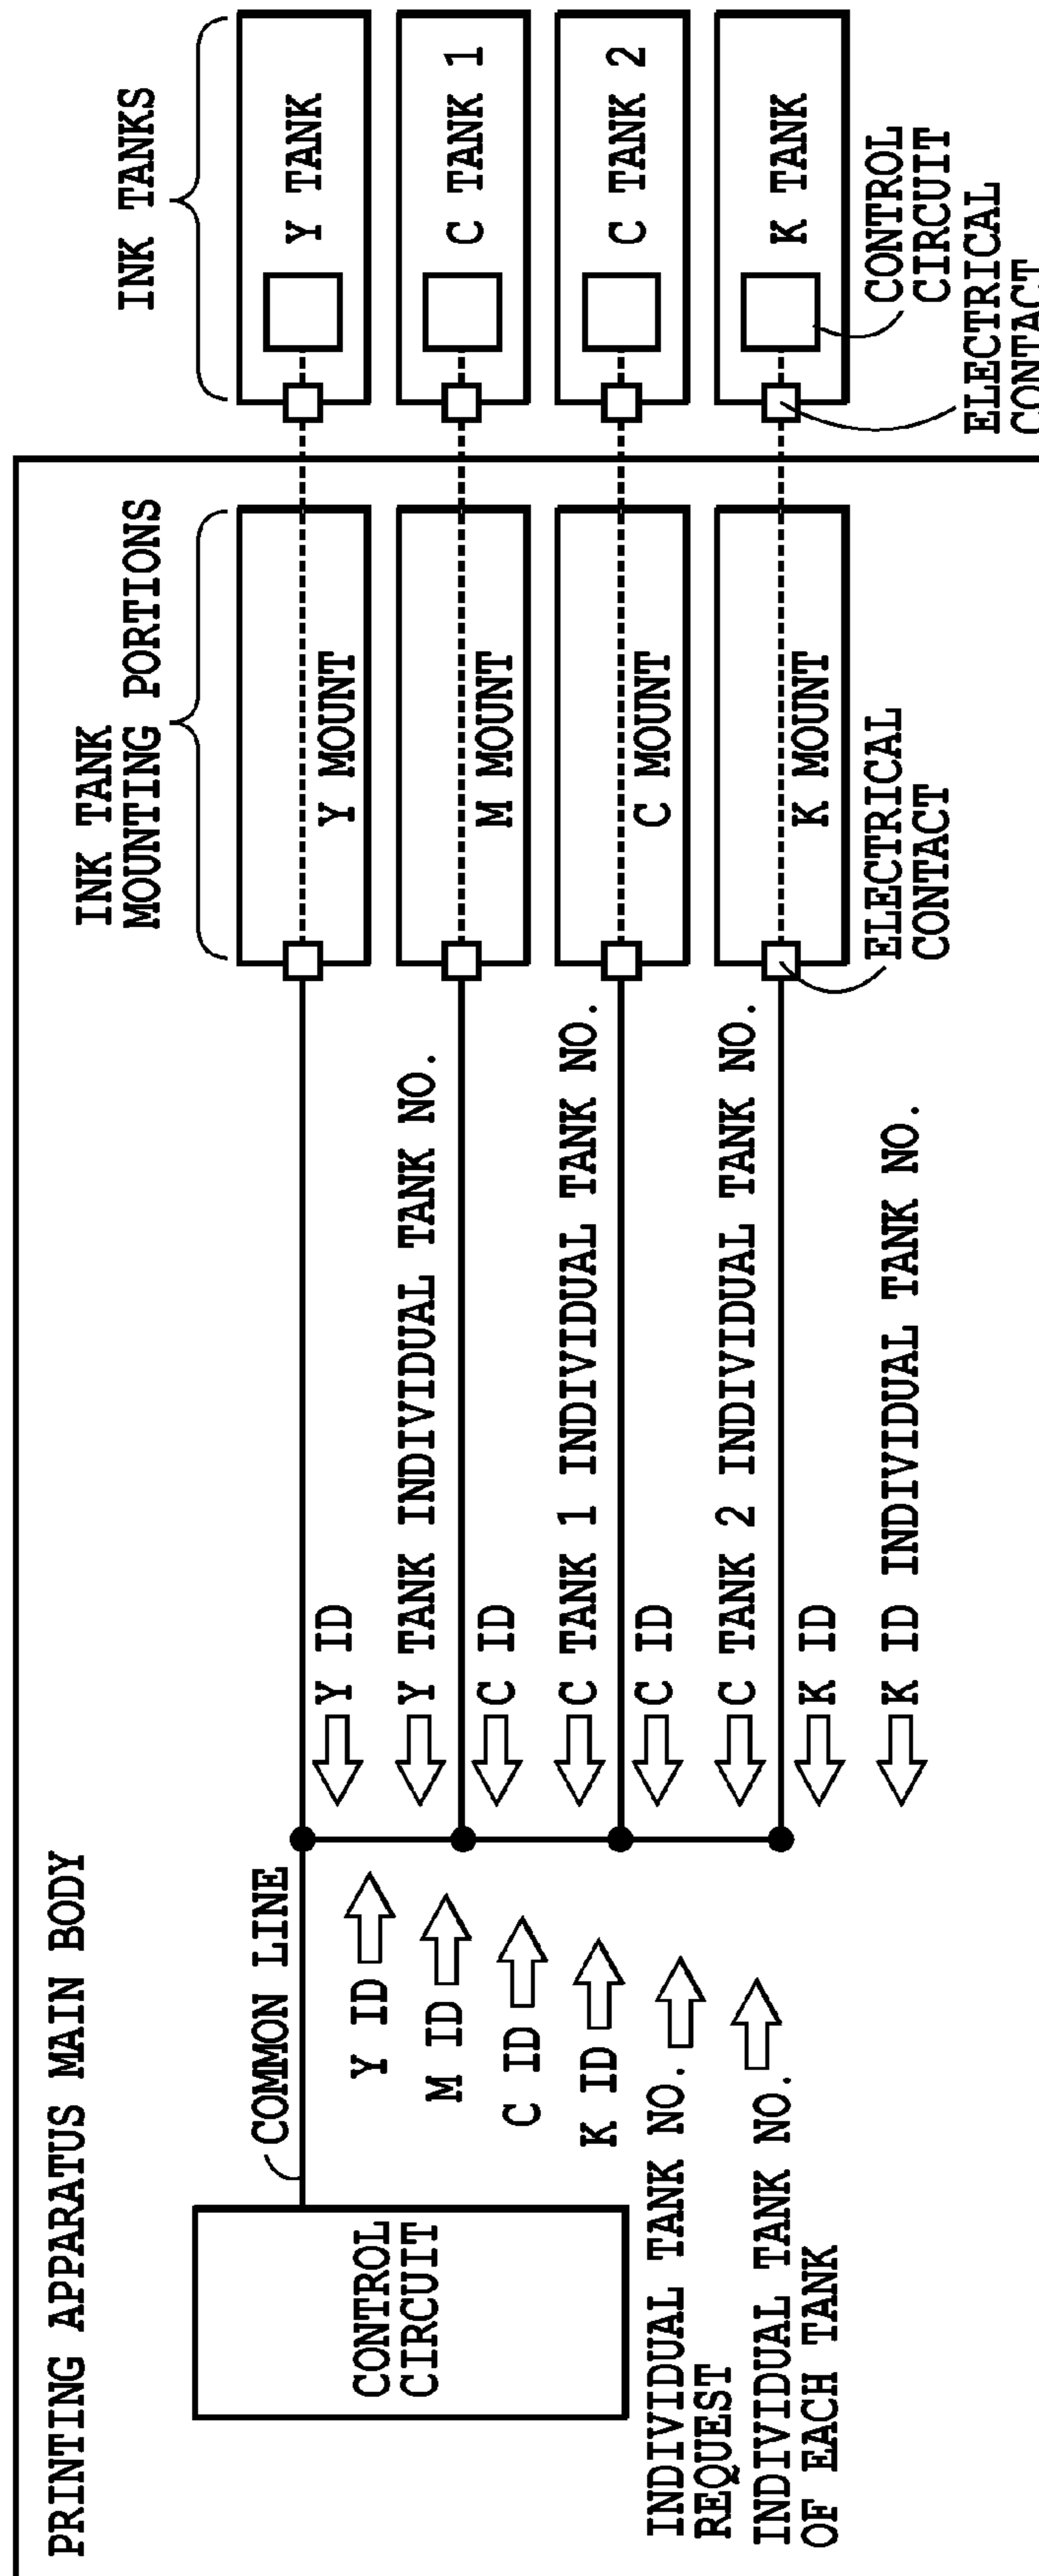 PRINTING APPARATUS MAIN BODY
CONTROL
CIRCUIT
COMMON LINE
Y ID
M ID
C ID
K ID
INDIVIDUAL TANK NO.
REQUEST
INDIVIDUAL TANK NO.
OF EACH TANK
Y ID
Y TANK INDIVIDUAL TANK NO.
C ID
C TANK 1 INDIVIDUAL TANK NO.
C ID
C TANK 2 INDIVIDUAL TANK NO.
K ID
K ID INDIVIDUAL TANK NO.
INK TANK
MOUNTING PORTIONS
Y MOUNT
M MOUNT
C MOUNT
K MOUNT
ELECTRICAL
CONTACT
INK TANKS
Y TANK
C TANK 1
C TANK 2
K TANK
CONTROL
CIRCUIT
ELECTRICAL
CONTACT